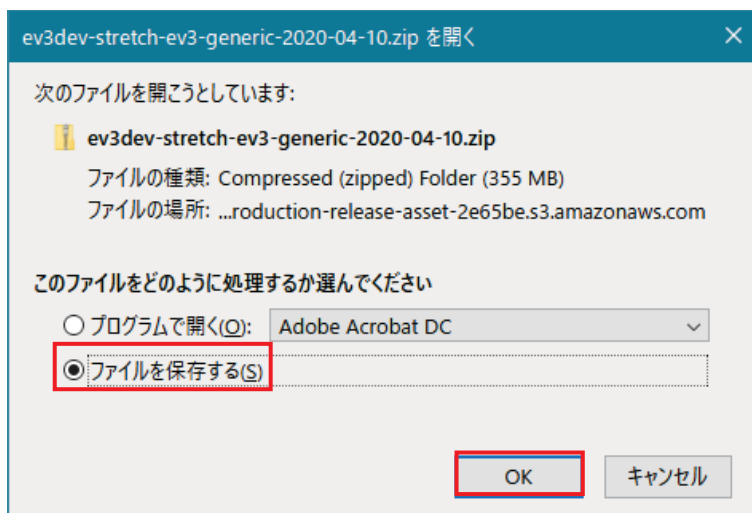 ev3dev-stretch-ev3-generic-2020-04-10.zip を開く
次のファイルを開こうとしています:
ev3dev-stretch-ev3-generic-2020-04-10.zip
ファイルの種類: Compressed (zipped) Folder (355 MB)
ファイルの場所: ...roduction-release-asset-2e65be.s3.amazonaws.com
このファイルをどのように処理するか選んでください
プログラムで開く(O): Adobe Acrobat DC
ファイルを保存する(S)
OK キャンセル